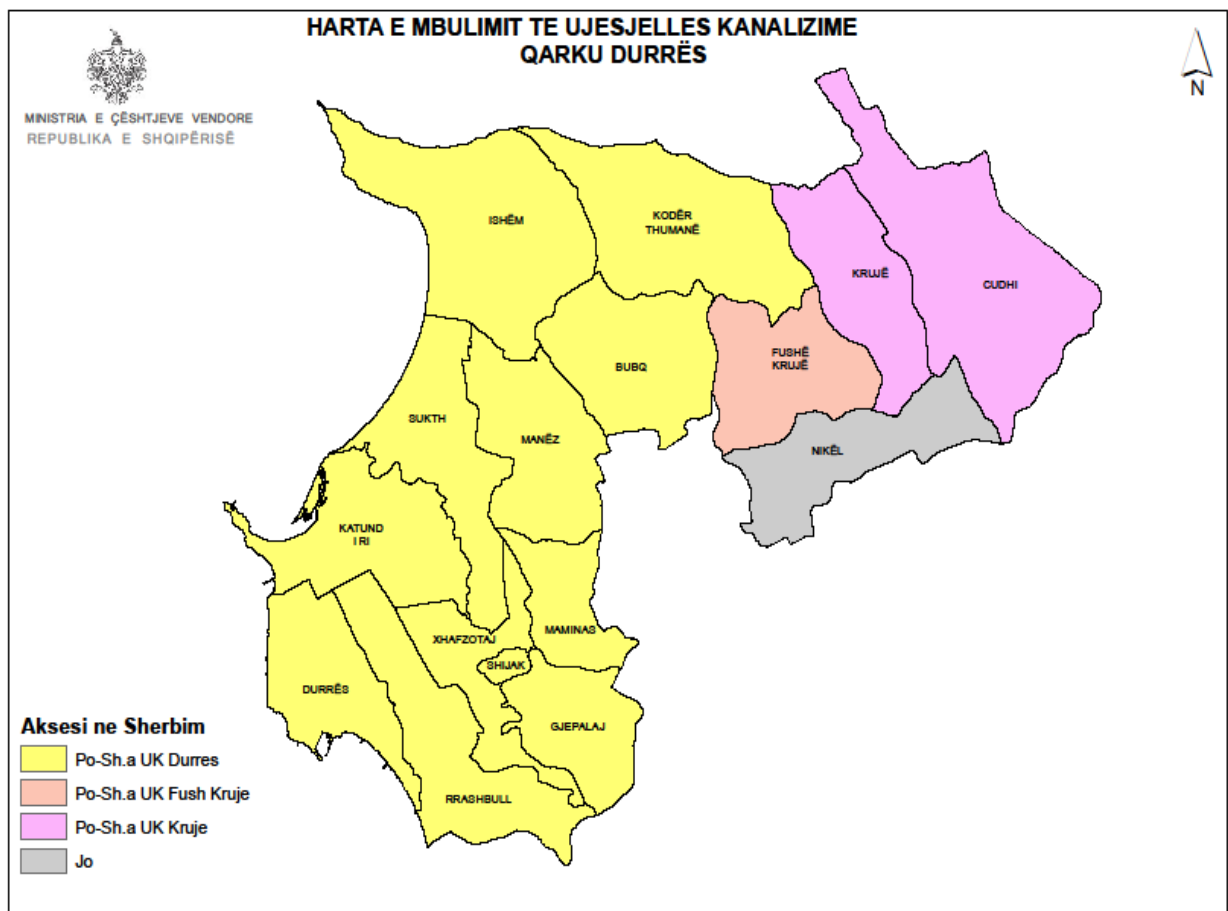 HARTA E MBULIMIT TE UJESJELLES KANALIZIME
QARKU DURRËS
MINISTRIA E ÇËSHTJEVE VENDORE
REPUBLIKA E SHQIPËRISË
N
ISHËM
KODËR
THUMANË
KRUJË
CUDHI
BUBQ
FUSHË
KRUJË
SUKTH
MANËZ
NIKËL
KATUND
I RI
MAMINAS
XHAFZOTAJ
SHIJAK
DURRËS
GJEPALAJ
RRASHBULL
Aksesi ne Sherbim
Po-Sh.a UK Durres
Po-Sh.a UK Fush Kruje
Po-Sh.a UK Kruje
Jo